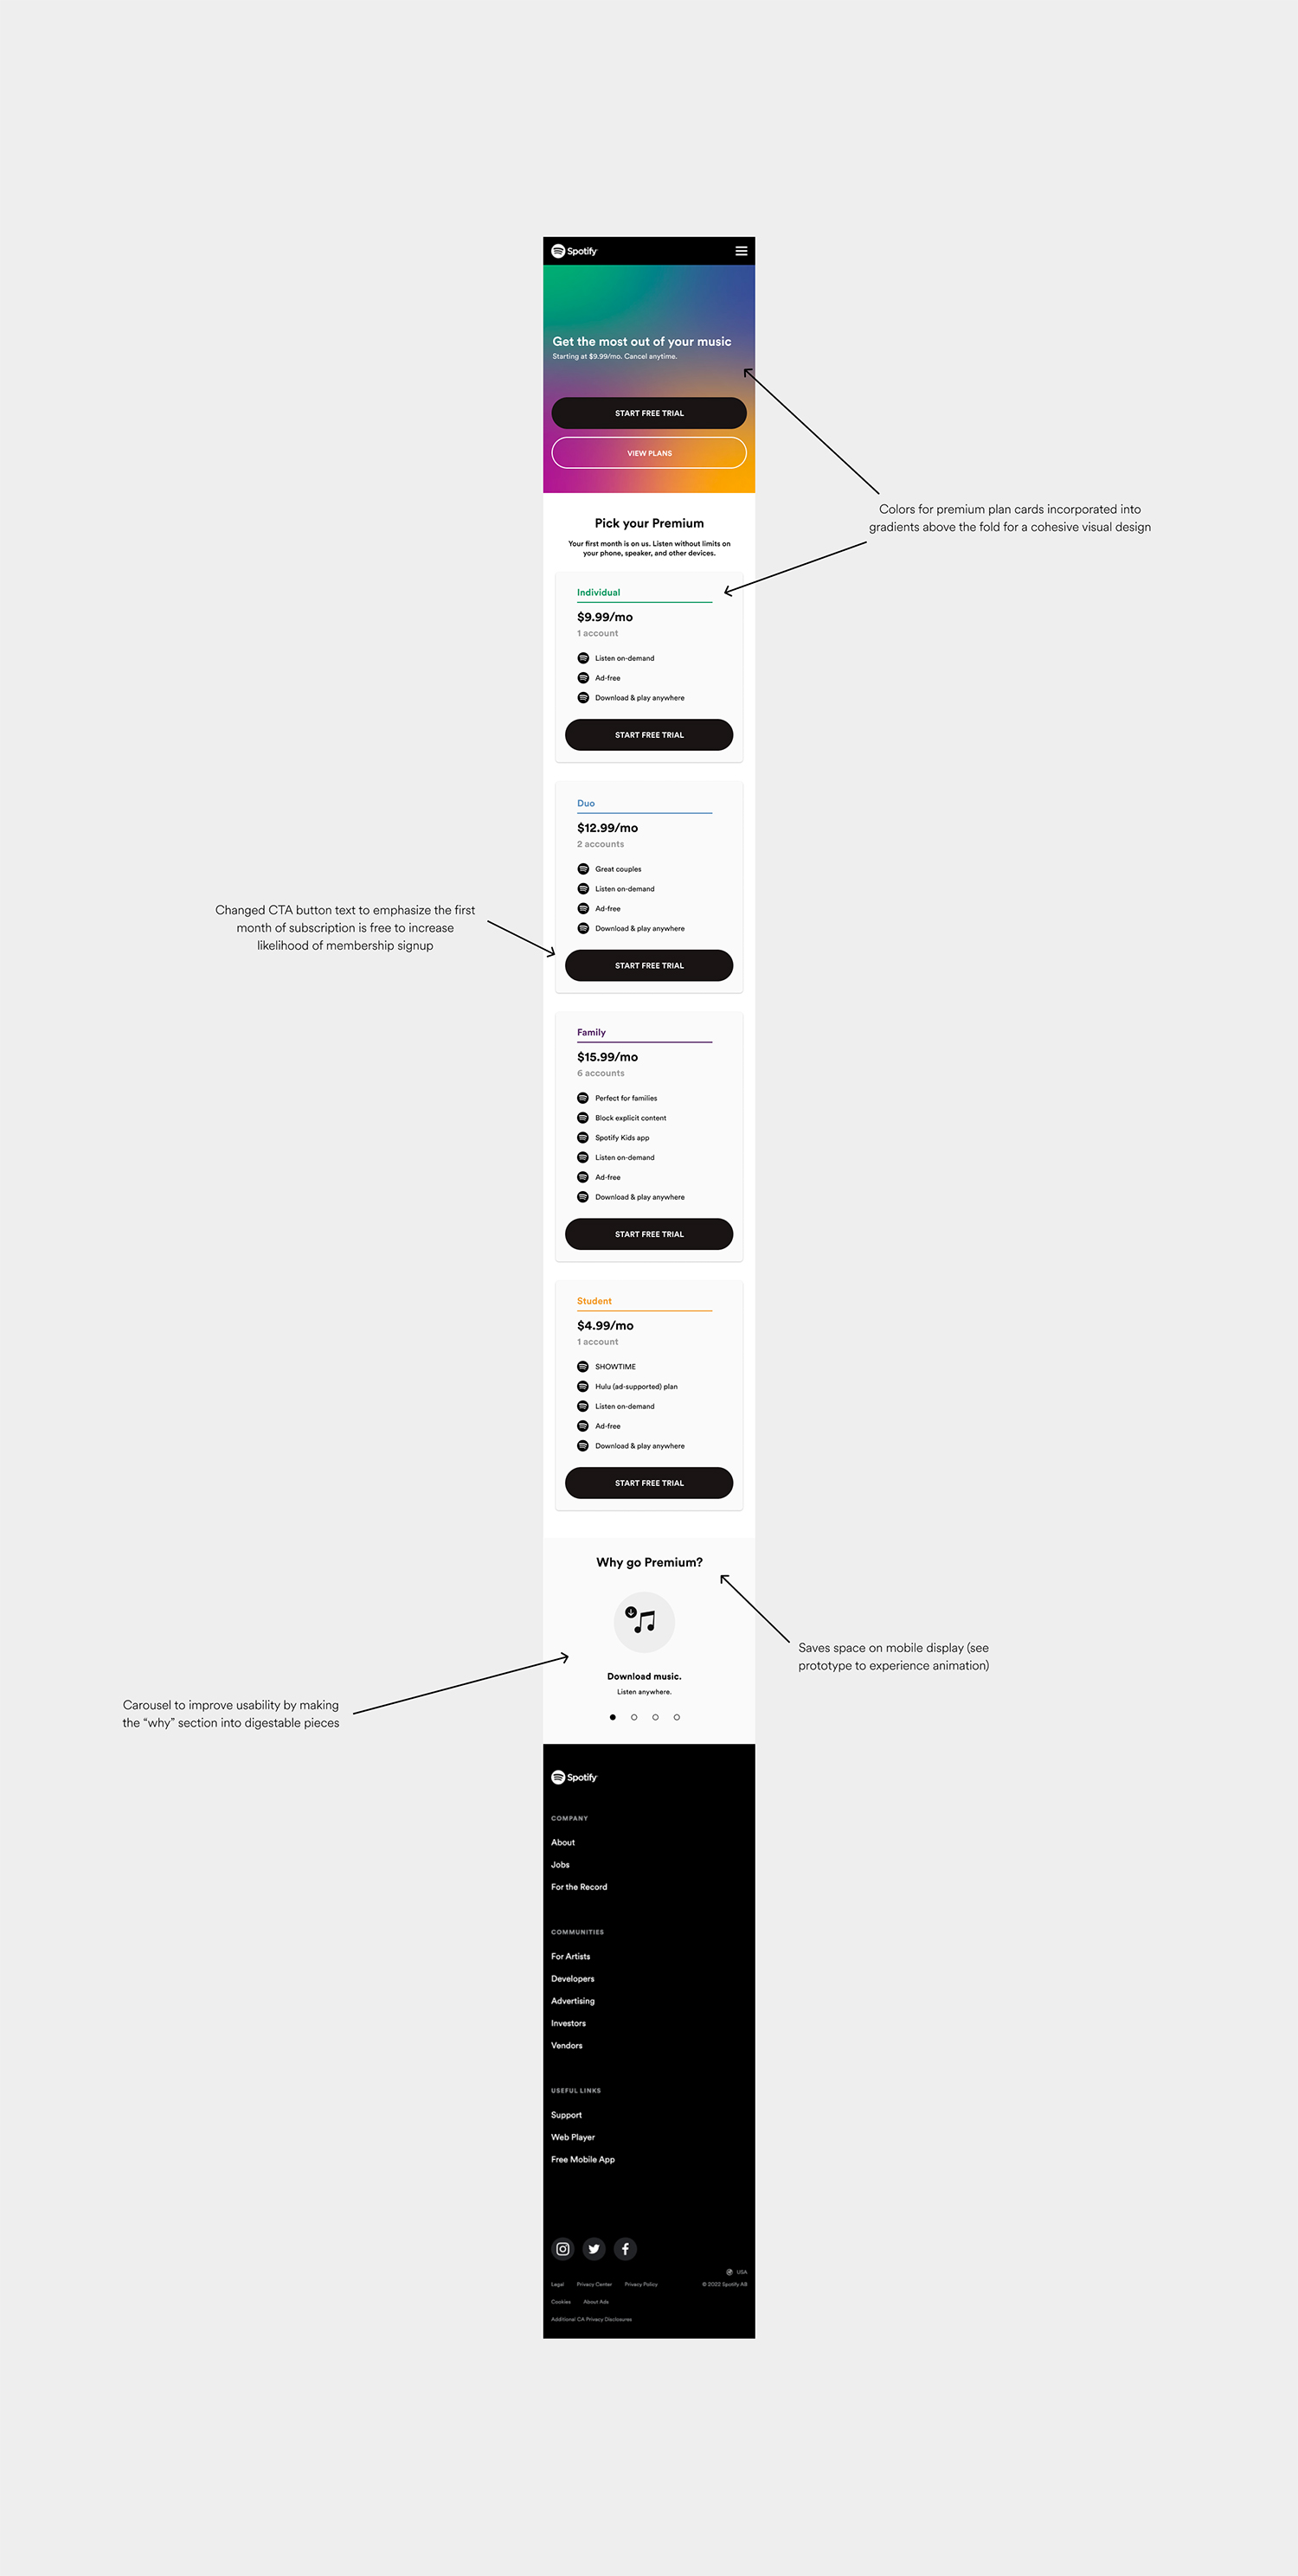 Spotify
Get the most out of your music
Starting at $9.99/mo. Cancel anytime.
START FREE TRIAL
VIEW PLANS
Colors for premium plan cards incorporated into
gradients above the fold for a cohesive visual design
Pick your Premium
Your first month is on us. Listen without limits on
your phone, speaker, and other devices.
Individual
$9.99/mo
1 account
Listen on-demand
Ad-free
Download & play anywhere
START FREE TRIAL
Duo
$12.99/mo
2 accounts
Great couples
Listen on-demand
Ad-free
Download & play anywhere
START FREE TRIAL
Changed CTA button text to emphasize the first
month of subscription is free to increase
likelihood of membership signup
Family
$15.99/mo
6 accounts
Perfect for families
Block explicit content
Spotify Kids app
Listen on-demand
Ad-free
Download & play anywhere
START FREE TRIAL
Student
$4.99/mo
1 account
SHOWTIME
Hulu (ad-supported) plan
Listen on-demand
Ad-free
Download & play anywhere
START FREE TRIAL
Why go Premium?
Download music.
Listen anywhere.
Saves space on mobile display (see
prototype to experience animation)
Carousel to improve usability by making
the “why” section into digestable pieces
Spotify
COMPANY
About
Jobs
For the Record
COMMUNITIES
For Artists
Developers
Advertising
Investors
Vendors
USEFUL LINKS
Support
Web Player
Free Mobile App
USA
Legal Privacy Center Privacy Policy © 2022 Spotify AB
Cookies About Ads
Additional CA Privacy Disclosures